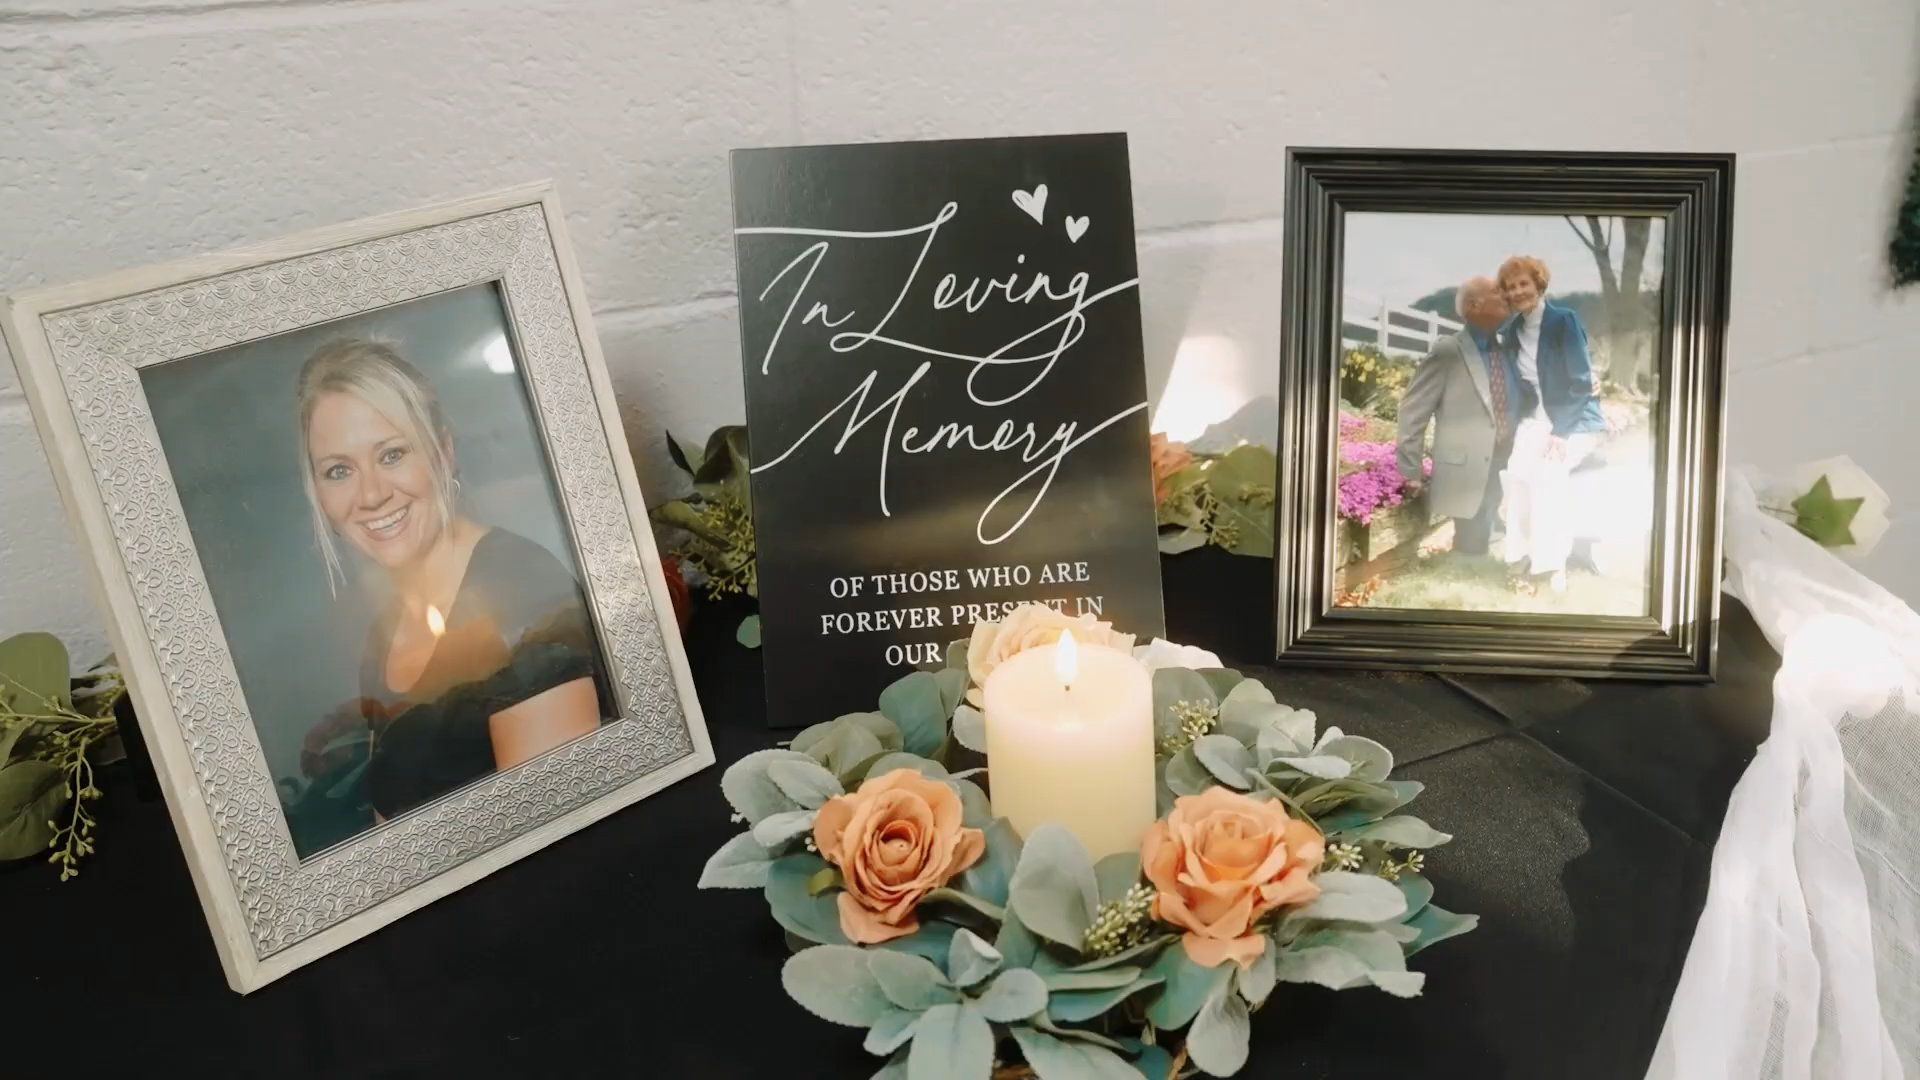 In Loving
Memory
OF THOSE WHO ARE
FOREVER PRESENT IN
OUR